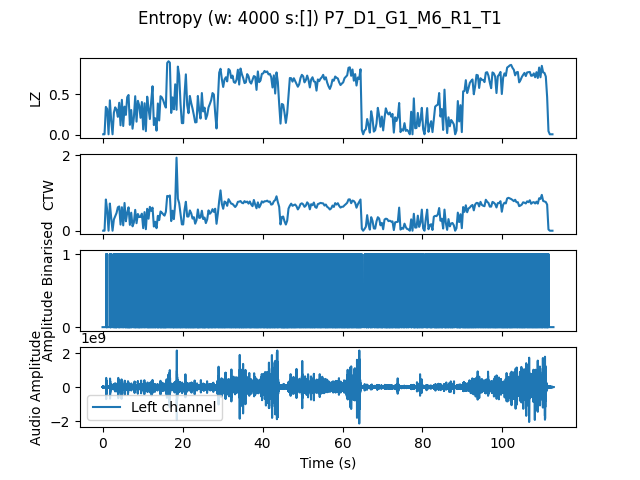 Entropy (w: 4000 s:[]) P7_D1_G1_M6_R1_T1
LZ
0.5
0.0
CTW
2
0
Amplitude Binarised
1
0
1e9
Audio Amplitude
2
0
−2
Left channel
0
20
40
60
80
100
Time (s)